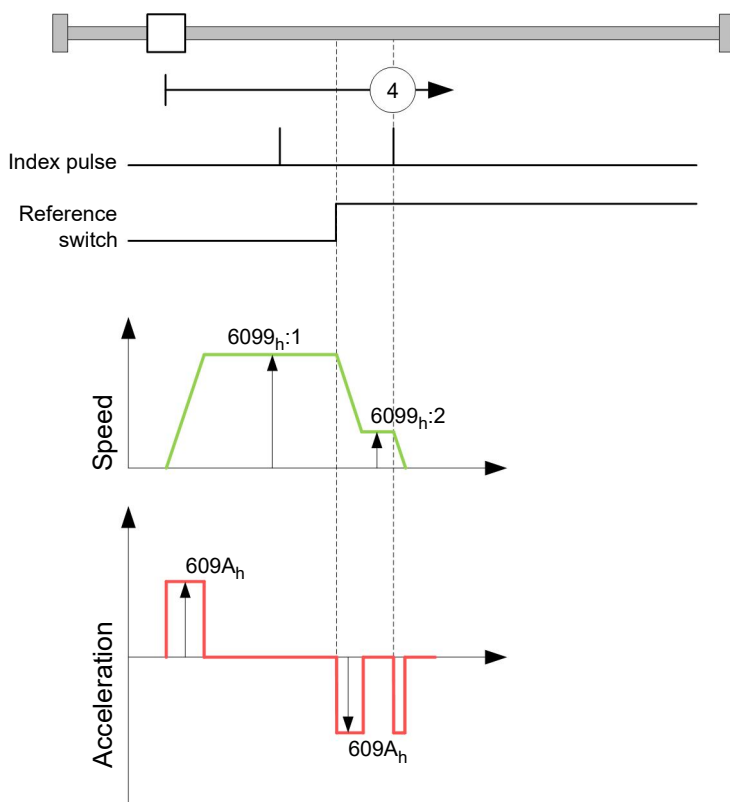 4
Index pulse
Reference
switch
6099h:1
6099h:2
Speed
609Ah
609Ah
Acceleration